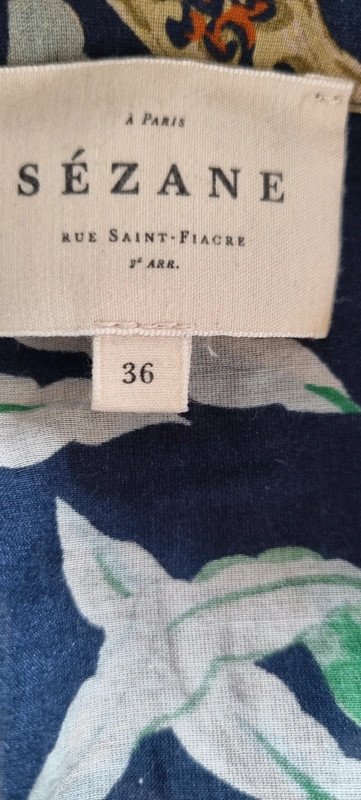 À PARIS
SÉZANE
RUE SAINT-FIACRE
2e ARR.
36